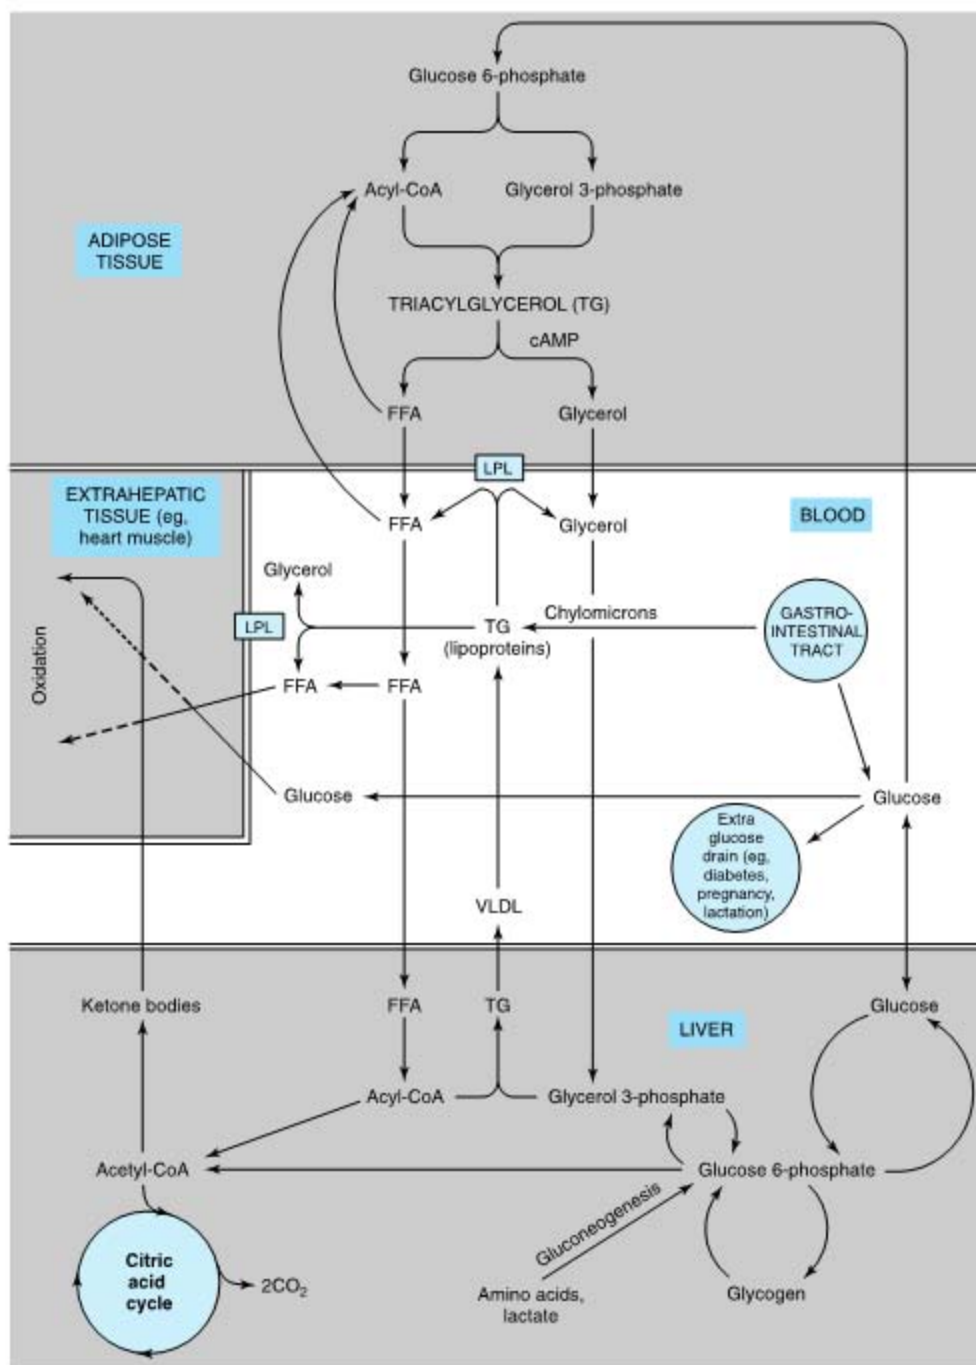 Glucose 6-phosphate
Acyl-CoA
Glycerol 3-phosphate
ADIPOSE
TISSUE
TRIACYLGLYCEROL (TG)
cAMP
FFA
Glycerol
LPL
EXTRAHEPATIC
TISSUE (eg,
heart muscle)
BLOOD
FFA
Glycerol
Glycerol
Chylomicrons
GASTRO-
INTESTINAL
TRACT
LPL
TG
(lipoproteins)
Oxidation
FFA
FFA
Glucose
Glucose
Extra
glucose
drain (eg,
diabetes,
pregnancy,
lactation)
VLDL
Ketone bodies
FFA
TG
Glucose
LIVER
Acyl-CoA
Glycerol 3-phosphate
Acetyl-CoA
Glucose 6-phosphate
Gluconeogenesis
Citric
acid
cycle
2CO₂
Amino acids,
lactate
Glycogen